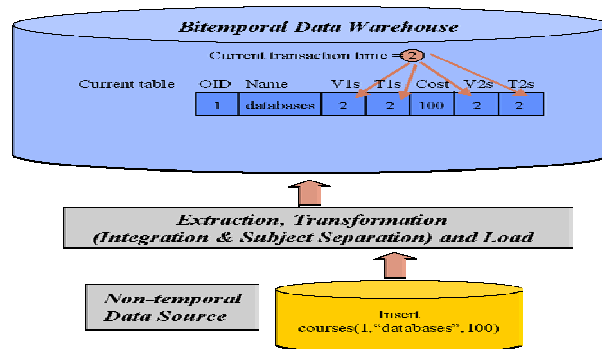 Bitemporal Data Warehouse
Current transaction time = 2
Current table OID Name V1s T1s Cost V2s T2s
1 databases 2 2 100 2 2
Extraction, Transformation
(Integration & Subject Separation) and Load
Non-temporal
Data Source
Insert
courses(1,"databases",100)